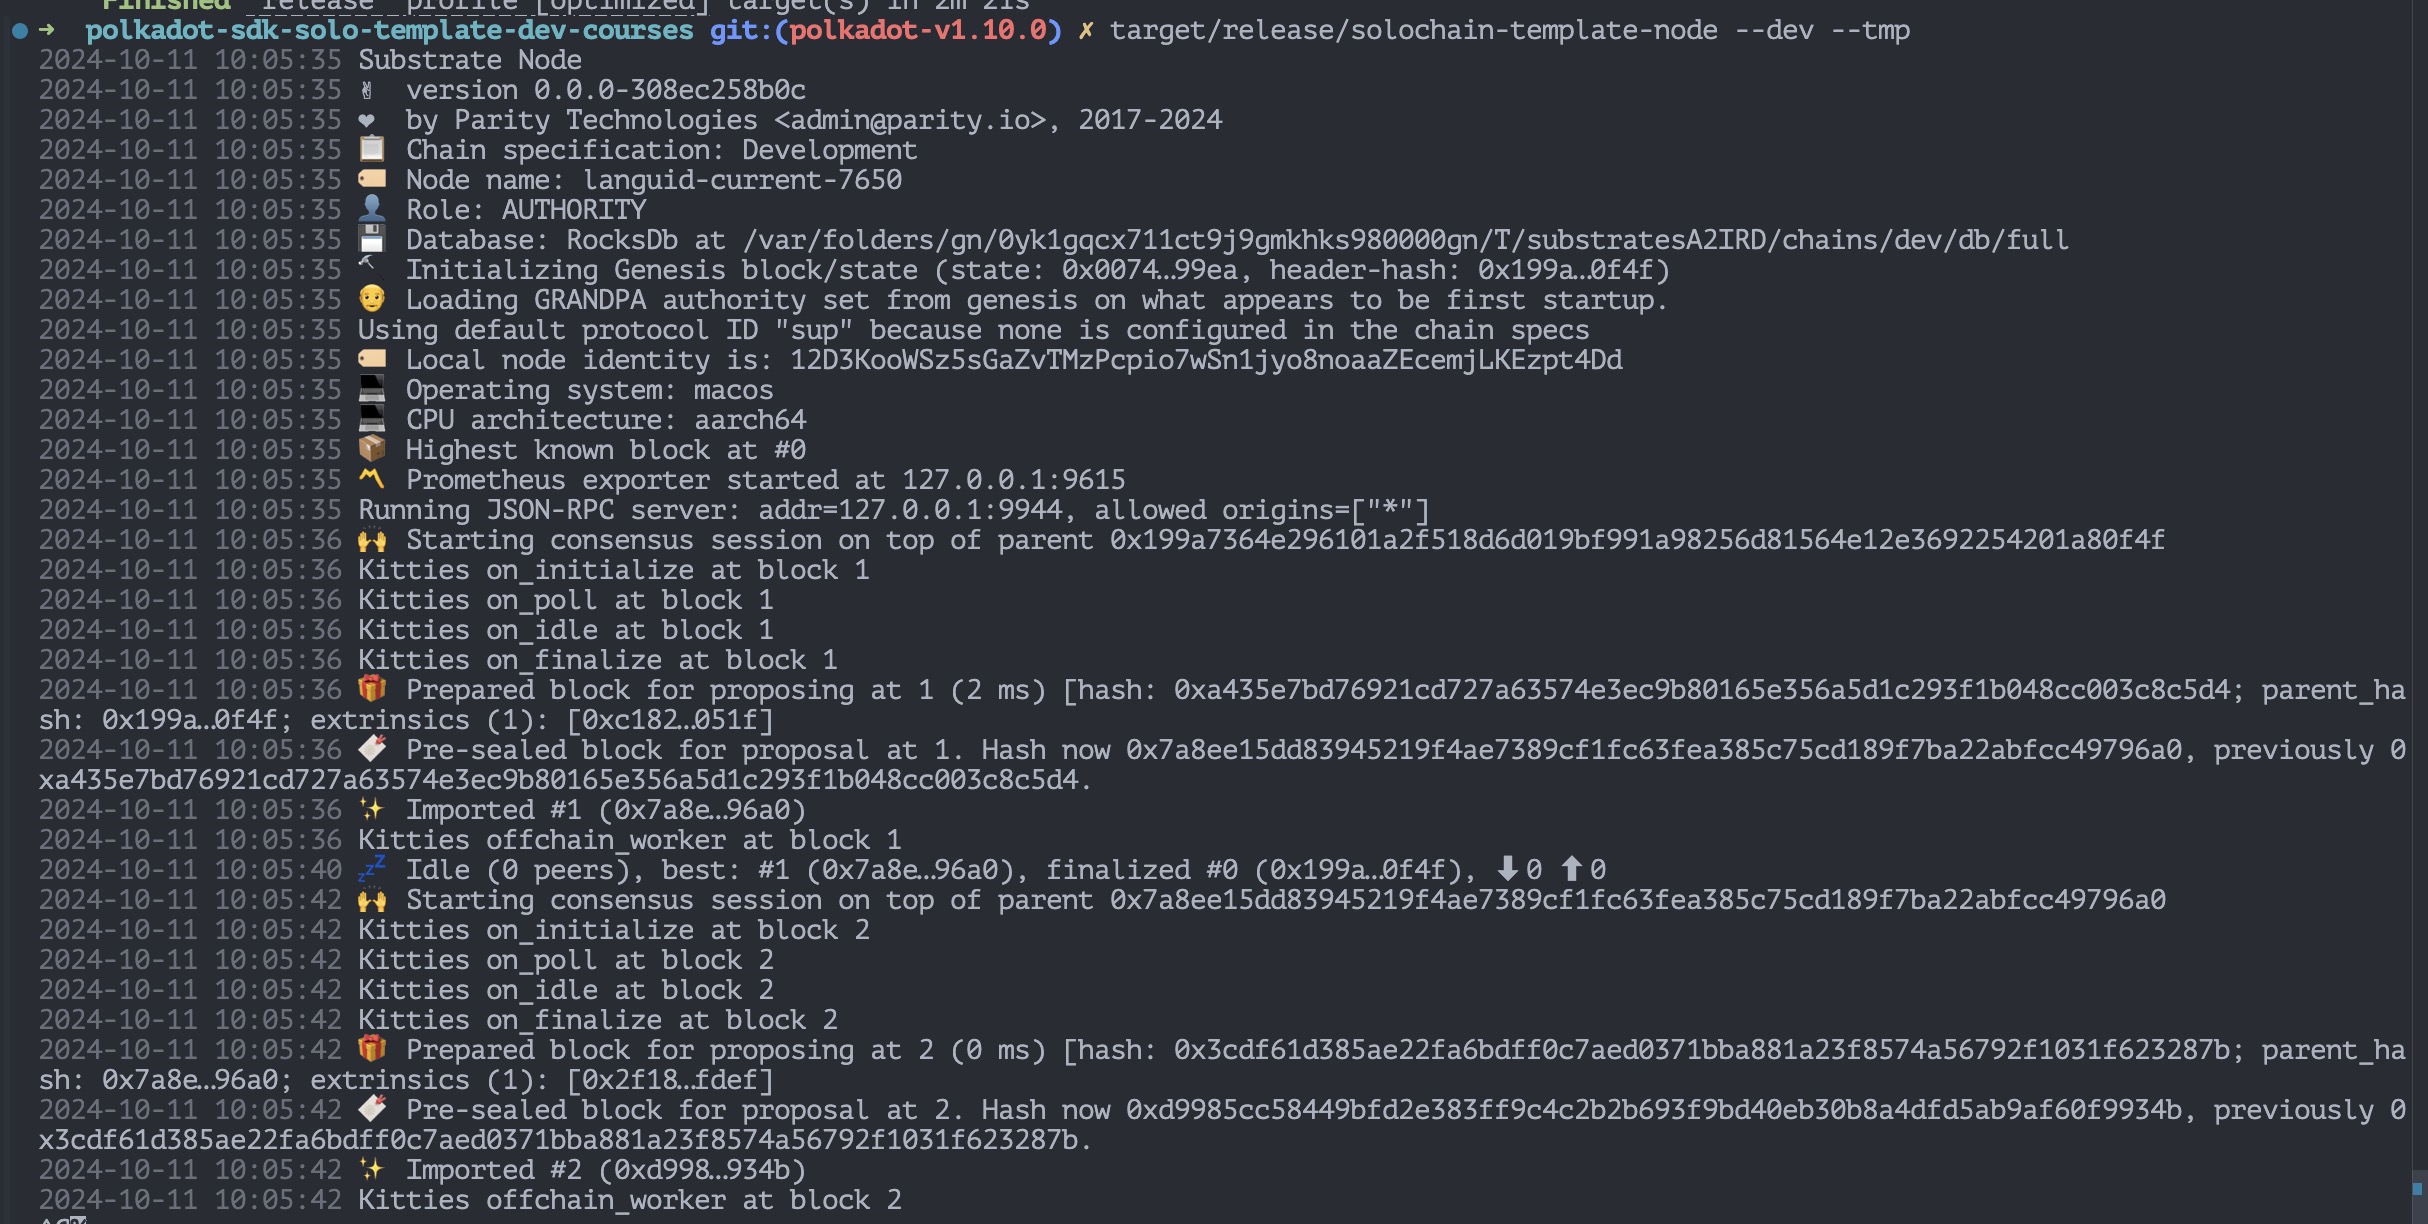 Finished `release` profile [optimized] target(s) in 2m 21s
➜ polkadot-sdk-solo-template-dev-courses git:(polkadot-v1.10.0) ✗ target/release/solochain-template-node --dev --tmp
2024-10-11 10:05:35 Substrate Node
2024-10-11 10:05:35 ✌️ version 0.0.0-308ec258b0c
2024-10-11 10:05:35 ❤️ by Parity Technologies <admin@parity.io>, 2017-2024
2024-10-11 10:05:35 📋 Chain specification: Development
2024-10-11 10:05:35 🏷 Node name: languid-current-7650
2024-10-11 10:05:35 👤 Role: AUTHORITY
2024-10-11 10:05:35 💾 Database: RocksDb at /var/folders/gn/0yk1gqcx711ct9j9gmkhks980000gn/T/substratesA2IRD/chains/dev/db/full
2024-10-11 10:05:35 🔨 Initializing Genesis block/state (state: 0x0074…99ea, header-hash: 0x199a…0f4f)
2024-10-11 10:05:35 👴 Loading GRANDPA authority set from genesis on what appears to be first startup.
2024-10-11 10:05:35 Using default protocol ID "sup" because none is configured in the chain specs
2024-10-11 10:05:35 🏷 Local node identity is: 12D3KooWSz5sGaZvTMzPcpio7wSn1jyo8noaaZEcemjLKEzpt4Dd
2024-10-11 10:05:35 💻 Operating system: macos
2024-10-11 10:05:35 💻 CPU architecture: aarch64
2024-10-11 10:05:35 📦 Highest known block at #0
2024-10-11 10:05:35 〽️ Prometheus exporter started at 127.0.0.1:9615
2024-10-11 10:05:35 Running JSON-RPC server: addr=127.0.0.1:9944, allowed origins=["*"]
2024-10-11 10:05:36 🙌 Starting consensus session on top of parent 0x199a7364e296101a2f518d6d019bf991a98256d81564e12e3692254201a80f4f
2024-10-11 10:05:36 Kitties on_initialize at block 1
2024-10-11 10:05:36 Kitties on_poll at block 1
2024-10-11 10:05:36 Kitties on_idle at block 1
2024-10-11 10:05:36 Kitties on_finalize at block 1
2024-10-11 10:05:36 🎁 Prepared block for proposing at 1 (2 ms) [hash: 0xa435e7bd76921cd727a63574e3ec9b80165e356a5d1c293f1b048cc003c8c5d4; parent_ha
sh: 0x199a…0f4f; extrinsics (1): [0xc182…051f]
2024-10-11 10:05:36 🔖 Pre-sealed block for proposal at 1. Hash now 0x7a8ee15dd83945219f4ae7389cf1fc63fea385c75cd189f7ba22abfcc49796a0, previously 0
xa435e7bd76921cd727a63574e3ec9b80165e356a5d1c293f1b048cc003c8c5d4.
2024-10-11 10:05:36 ✨ Imported #1 (0x7a8e…96a0)
2024-10-11 10:05:36 Kitties offchain_worker at block 1
2024-10-11 10:05:40 💤 Idle (0 peers), best: #1 (0x7a8e…96a0), finalized #0 (0x199a…0f4f), ⬇ 0 ⬆ 0
2024-10-11 10:05:42 🙌 Starting consensus session on top of parent 0x7a8ee15dd83945219f4ae7389cf1fc63fea385c75cd189f7ba22abfcc49796a0
2024-10-11 10:05:42 Kitties on_initialize at block 2
2024-10-11 10:05:42 Kitties on_poll at block 2
2024-10-11 10:05:42 Kitties on_idle at block 2
2024-10-11 10:05:42 Kitties on_finalize at block 2
2024-10-11 10:05:42 🎁 Prepared block for proposing at 2 (0 ms) [hash: 0x3cdf61d385ae22fa6bdff0c7aed0371bba881a23f8574a56792f1031f623287b; parent_ha
sh: 0x7a8e…96a0; extrinsics (1): [0x2f18…fdef]
2024-10-11 10:05:42 🔖 Pre-sealed block for proposal at 2. Hash now 0xd9985cc58449bfd2e383ff9c4c2b2b693f9bd40eb30b8a4dfd5ab9af60f9934b, previously 0
x3cdf61d385ae22fa6bdff0c7aed0371bba881a23f8574a56792f1031f623287b.
2024-10-11 10:05:42 ✨ Imported #2 (0xd998…934b)
2024-10-11 10:05:42 Kitties offchain_worker at block 2